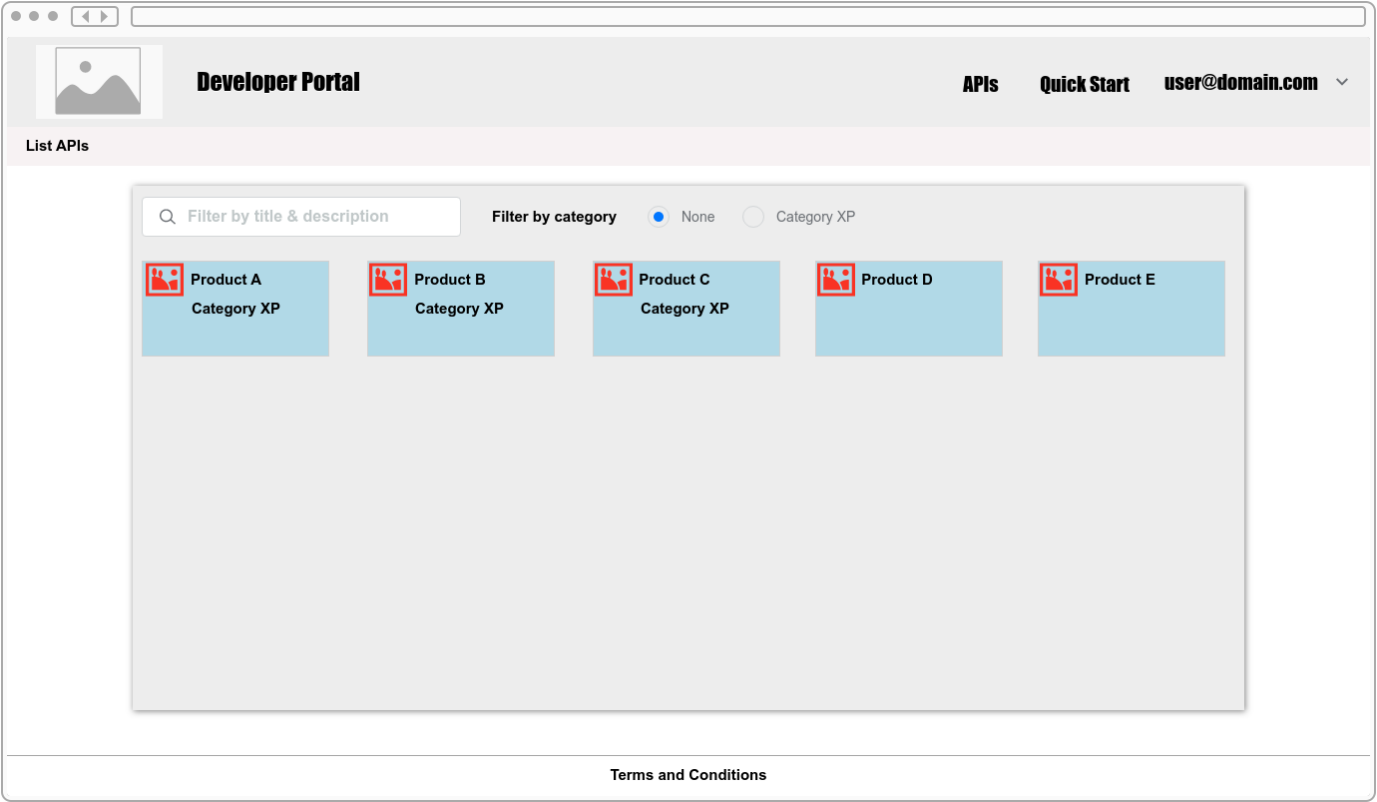 Developer Portal
APIs
Quick Start
user@domain.com
List APIs
Filter by title & description
Filter by category
None
Category XP
Product A
Category XP
Product B
Category XP
Product C
Category XP
Product D
Product E
Terms and Conditions